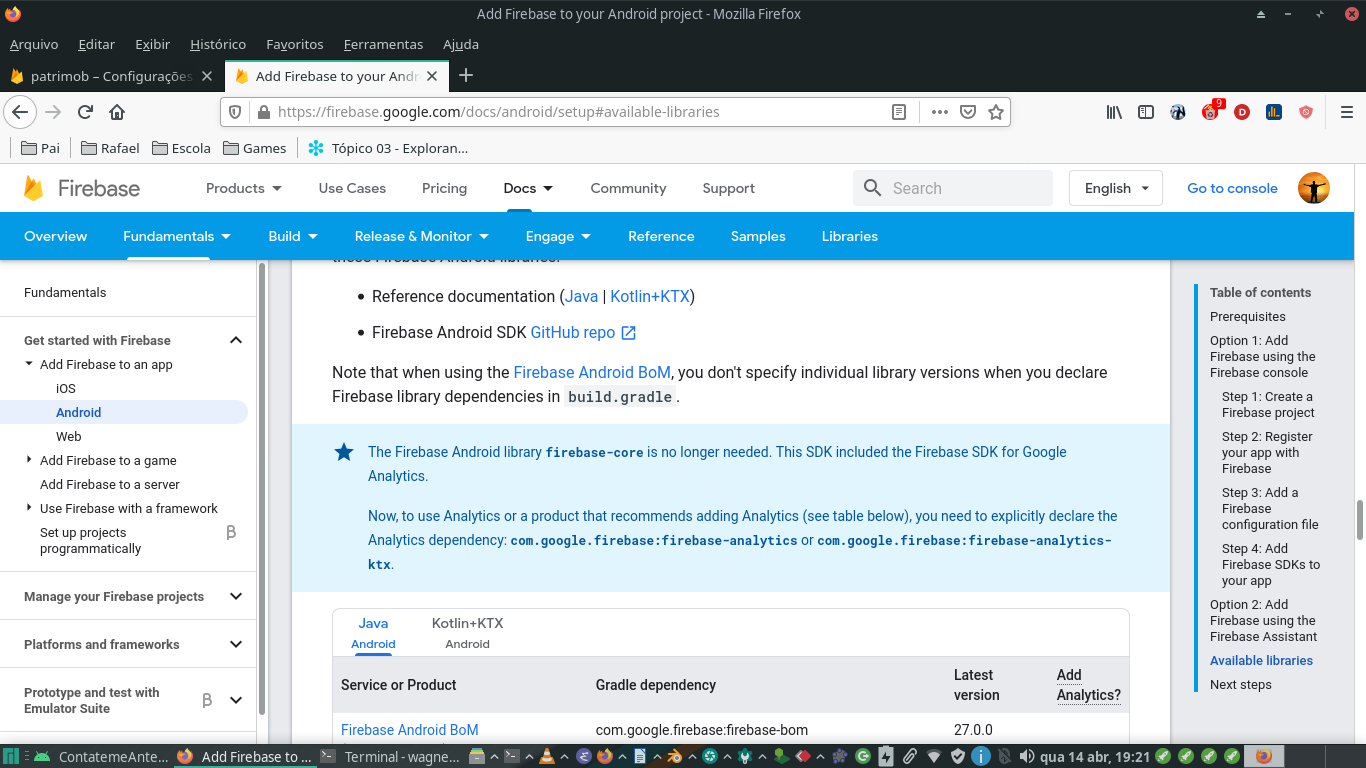 Add Firebase to your Android project - Mozilla Firefox
Arquivo Editar Exibir Histórico Favoritos Ferramentas Ajuda
patrimob – Configurações
Add Firebase to your Andr
https://firebase.google.com/docs/android/setup#available-libraries
9
Pai Rafael Escola Games Tópico 03 - Exploran...
Firebase Products Use Cases Pricing Docs Community Support Search English Go to console
Overview Fundamentals Build Release & Monitor Engage Reference Samples Libraries
Fundamentals
Get started with Firebase
Add Firebase to an app
iOS
Android
Web
Add Firebase to a game
Add Firebase to a server
Use Firebase with a framework
Set up projects
programmatically
β
Manage your Firebase projects
Platforms and frameworks
Prototype and test with
Emulator Suite
β
these Firebase Android libraries:
Reference documentation (Java | Kotlin+KTX)
Firebase Android SDK GitHub repo
Note that when using the Firebase Android BoM, you don't specify individual library versions when you declare
Firebase library dependencies in build.gradle.
The Firebase Android library firebase-core is no longer needed. This SDK included the Firebase SDK for Google
Analytics.
Now, to use Analytics or a product that recommends adding Analytics (see table below), you need to explicitly declare the
Analytics dependency: com.google.firebase:firebase-analytics or com.google.firebase:firebase-analytics-
ktx.
Java Kotlin+KTX
Android Android
Service or Product Gradle dependency Latest
version
Add
Analytics?
Firebase Android BoM com.google.firebase:firebase-bom 27.0.0
Table of contents
Prerequisites
Option 1: Add
Firebase using the
Firebase console
Step 1: Create a
Firebase project
Step 2: Register
your app with
Firebase
Step 3: Add a
Firebase
configuration file
Step 4: Add
Firebase SDKs to
your app
Option 2: Add
Firebase using the
Firebase Assistant
Available libraries
Next steps
ContatemeAnte... Add Firebase to ... Terminal - wagne... qua 14 abr, 19:21